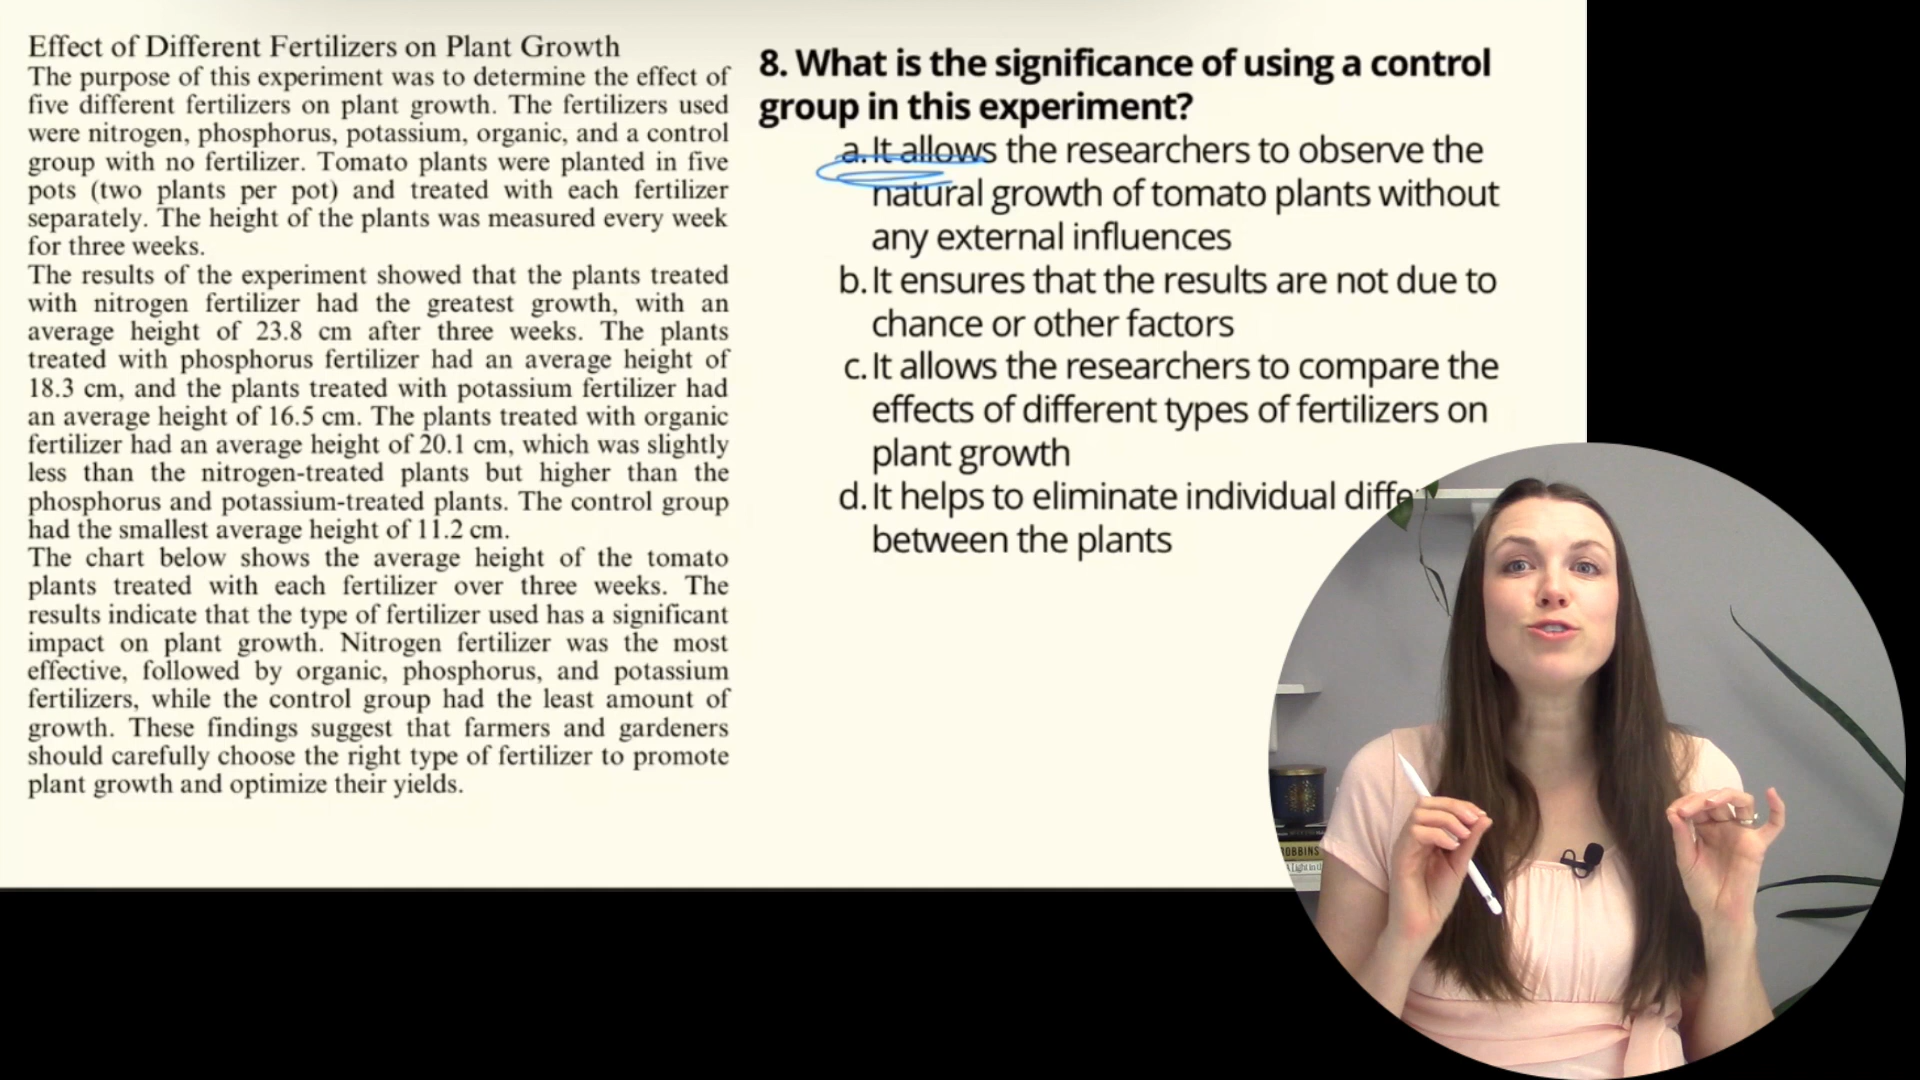 Effect of Different Fertilizers on Plant Growth
The purpose of this experiment was to determine the effect of
five different fertilizers on plant growth. The fertilizers used
were nitrogen, phosphorus, potassium, organic, and a control
group with no fertilizer. Tomato plants were planted in five
pots (two plants per pot) and treated with each fertilizer
separately. The height of the plants was measured every week
for three weeks.
The results of the experiment showed that the plants treated
with nitrogen fertilizer had the greatest growth, with an
average height of 23.8 cm after three weeks. The plants
treated with phosphorus fertilizer had an average height of
18.3 cm, and the plants treated with potassium fertilizer had
an average height of 16.5 cm. The plants treated with organic
fertilizer had an average height of 20.1 cm, which was slightly
less than the nitrogen-treated plants but higher than the
phosphorus and potassium-treated plants. The control group
had the smallest average height of 11.2 cm.
The chart below shows the average height of the tomato
plants treated with each fertilizer over three weeks. The
results indicate that the type of fertilizer used has a significant
impact on plant growth. Nitrogen fertilizer was the most
effective, followed by organic, phosphorus, and potassium
fertilizers, while the control group had the least amount of
growth. These findings suggest that farmers and gardeners
should carefully choose the right type of fertilizer to promote
plant growth and optimize their yields.
8. What is the significance of using a control
group in this experiment?
a. It allows the researchers to observe the
natural growth of tomato plants without
any external influences
b. It ensures that the results are not due to
chance or other factors
c. It allows the researchers to compare the
effects of different types of fertilizers on
plant growth
d. It helps to eliminate individual
between the plants